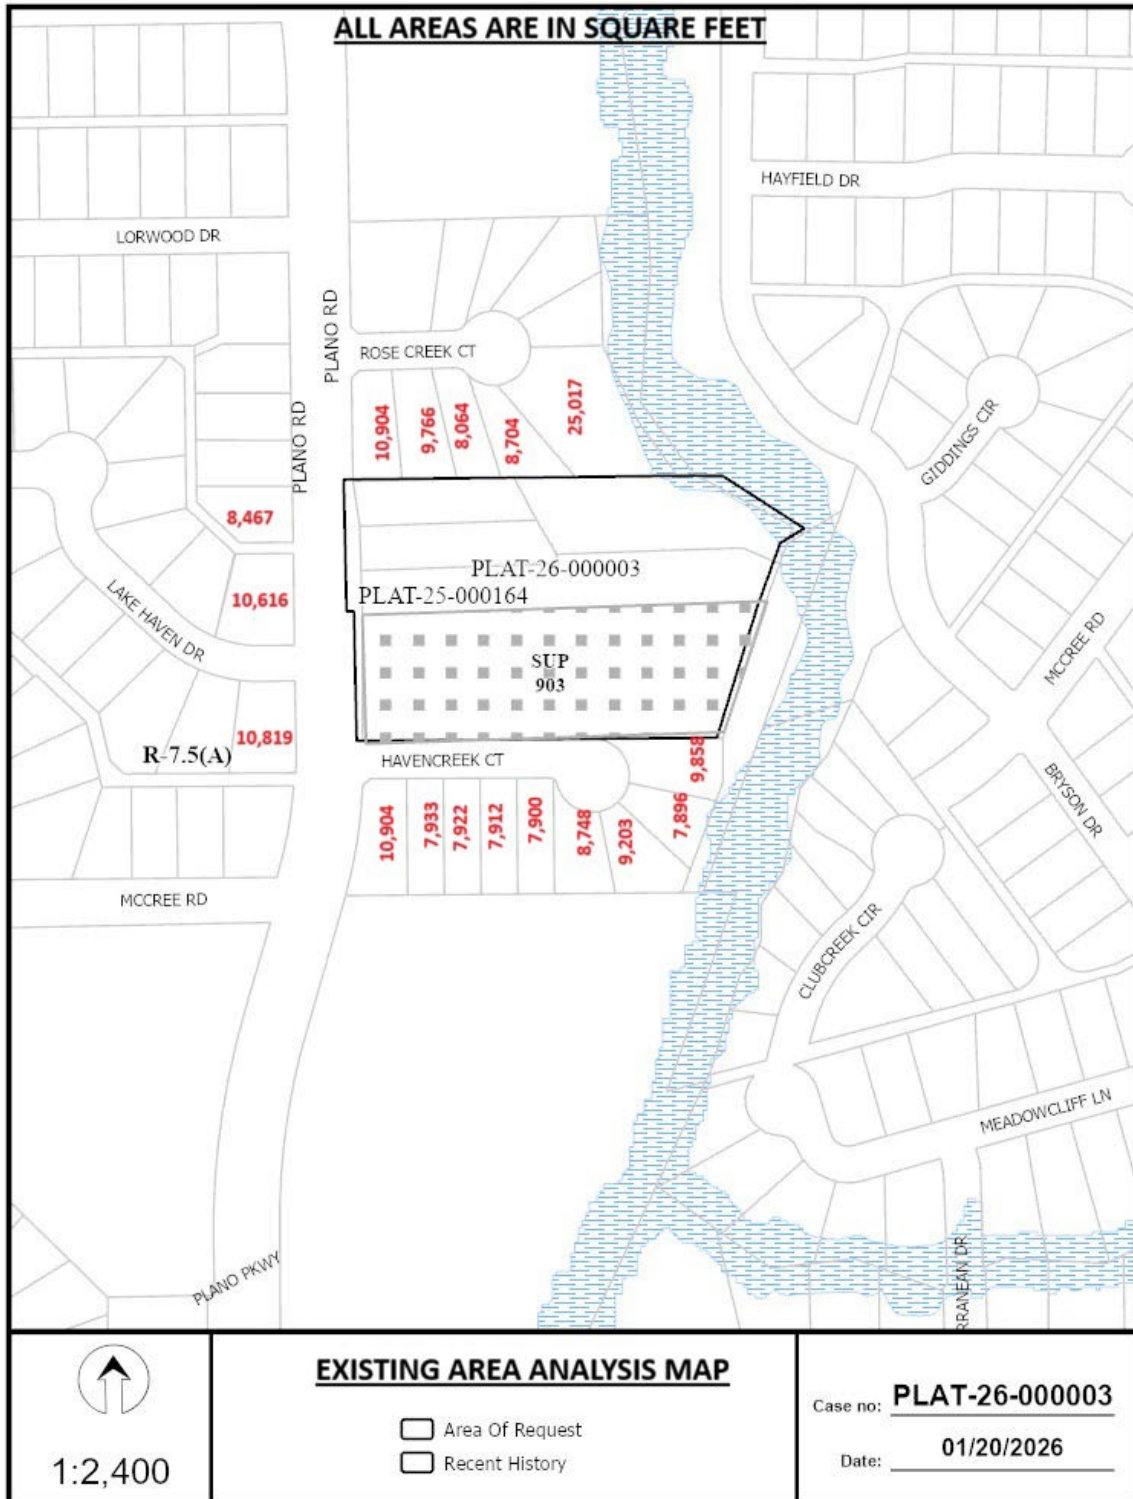 ALL AREAS ARE IN SQUARE FEET
HAYFIELD DR
LORWOOD DR
PLANO RD
ROSE CREEK CT
PLANO RD
10,904
9,766
8,064
8,704
25,017
GIDDINGS CIR
8,467
PLAT-26-000003
PLAT-25-000164
10,616
LAKE HAVEN DR
SUP
903
MCCREE RD
10,819
R-7.5(A)
HAVENCREEK CT
9,858
BRYSON DR
10,904
7,933
7,922
7,912
7,900
8,748
9,203
7,896
MCCREE RD
CLUBCREEK CIR
MEADOWCLIFF LN
PLANO PKWY
RRANEAN DR
1:2,400
EXISTING AREA ANALYSIS MAP
Area Of Request
Recent History
Case no: PLAT-26-000003
Date: 01/20/2026